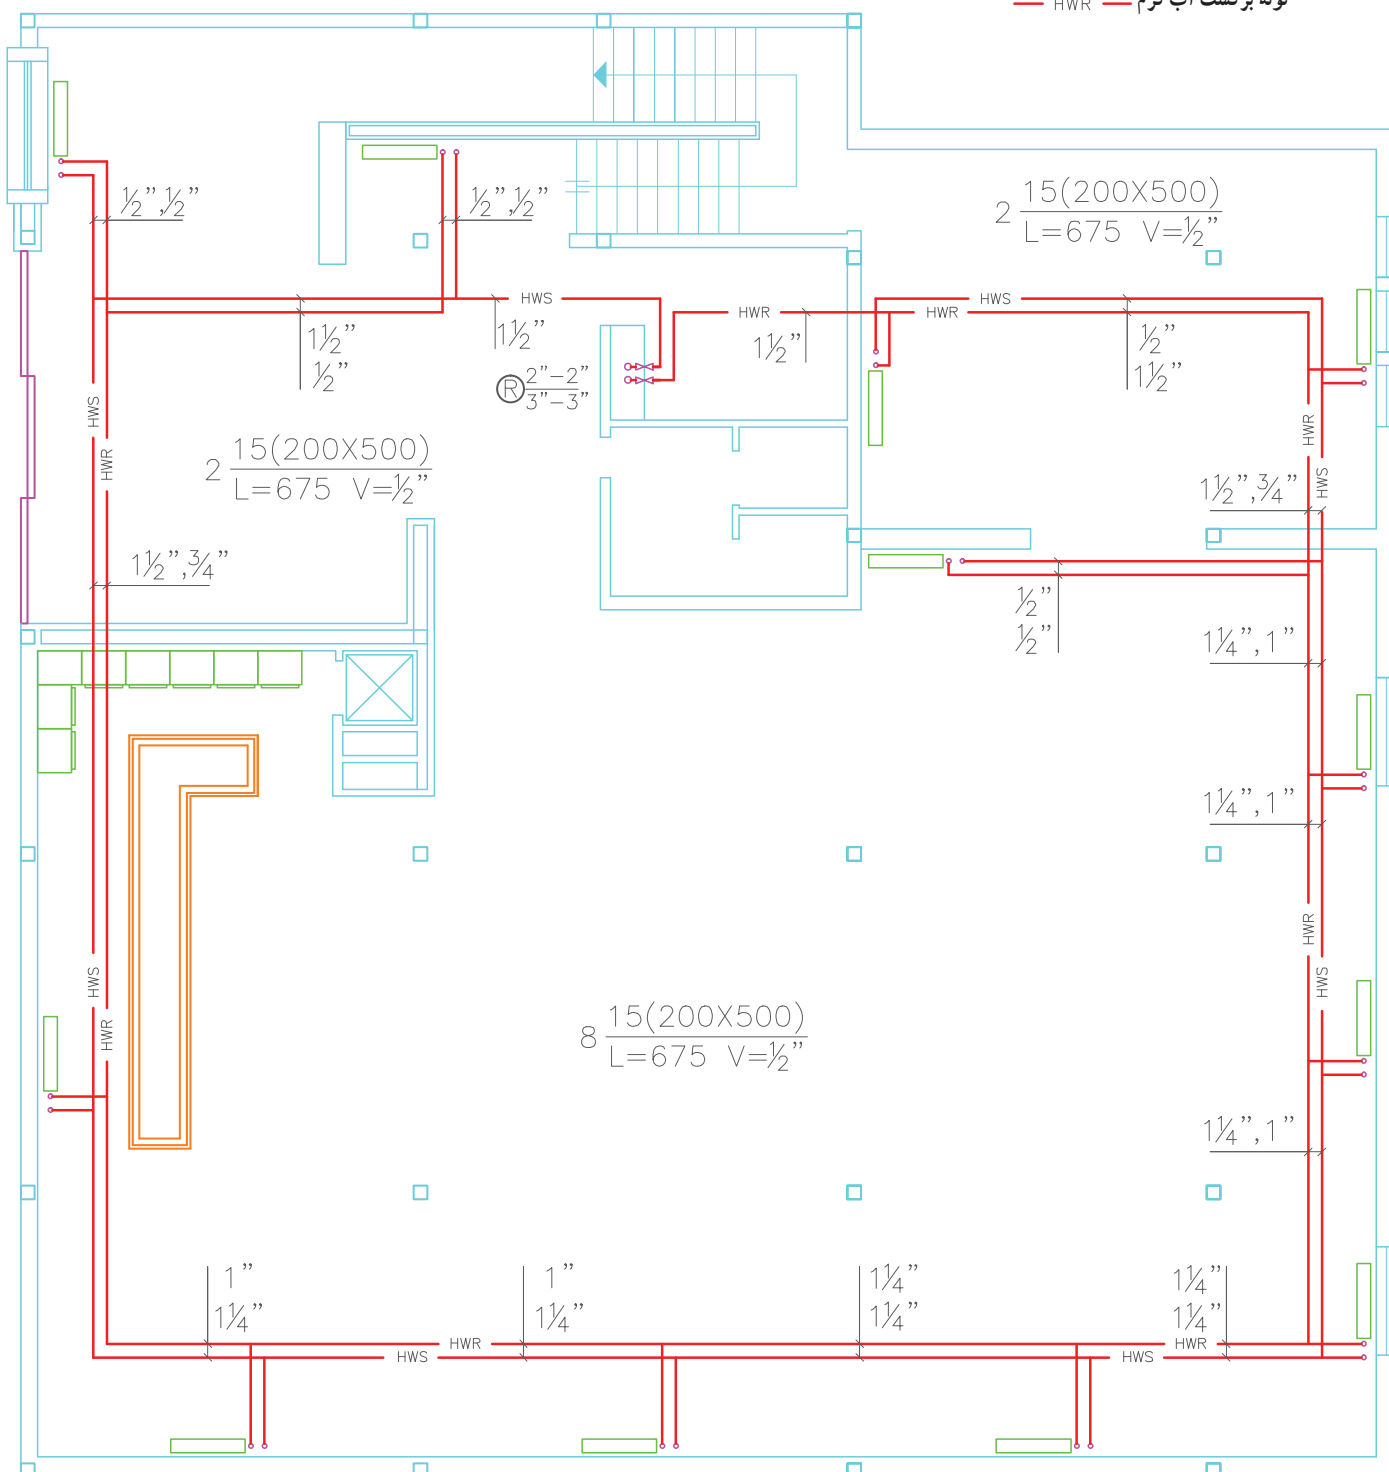 HWR لوله برگشت آب گرم
½”,½”
½”,½”
2 15(200X500)
L=675 V=½”
HWS
HWR
HWS
HWR
1½”
½”
1½”
1½”
½”
1½”
R 2"-2"
3"-3"
HWS
HWR
HWR
HWS
2 15(200X500)
L=675 V=½”
1½”,¾”
1½”,¾”
½”
½”
1¼”, 1”
1¼”, 1”
HWS
HWR
HWR
HWS
8 15(200X500)
L=675 V=½”
1¼”, 1”
1”
1¼”
1”
1¼”
1¼”
1¼”
1¼”
1¼”
HWR
HWS
HWR
HWS